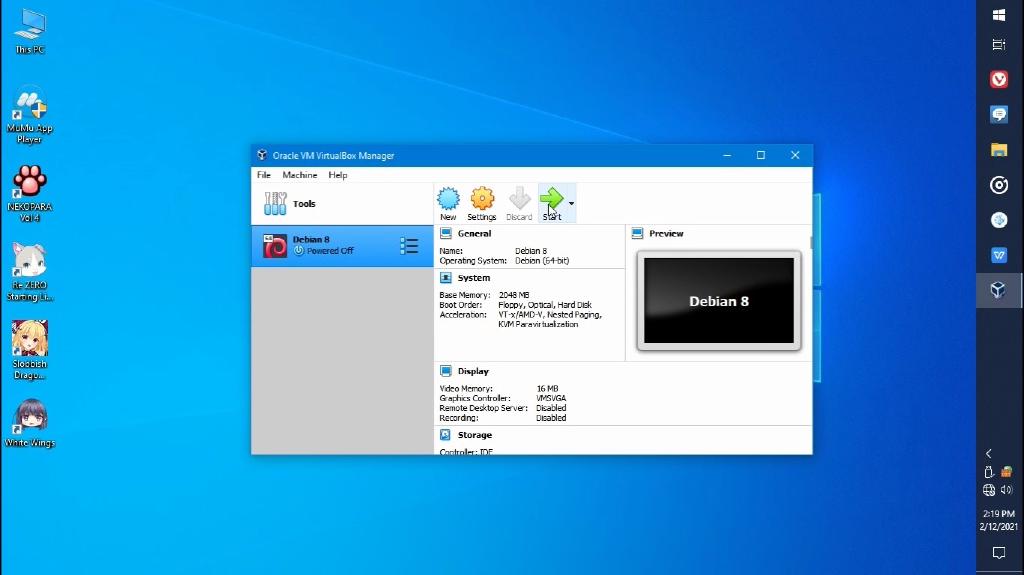 This PC
MuMu App
Player
NEKOPARA
Vol 4
Re ZERO
Starting Li...
Slobbish
Drago...
White Wings
Oracle VM VirtualBox Manager
File Machine Help
Tools
New Settings Discard Start
Debian 8
Powered Off
General
Name: Debian 8
Operating System: Debian (64-bit)
System
Base Memory: 2048 MB
Boot Order: Floppy, Optical, Hard Disk
Acceleration: VT-x/AMD-V, Nested Paging,
KVM Paravirtualization
Preview
Debian 8
Display
Video Memory: 16 MB
Graphics Controller: VMSVGA
Remote Desktop Server: Disabled
Recording: Disabled
Storage
Controller: IDE
2:19 PM
2/12/2021